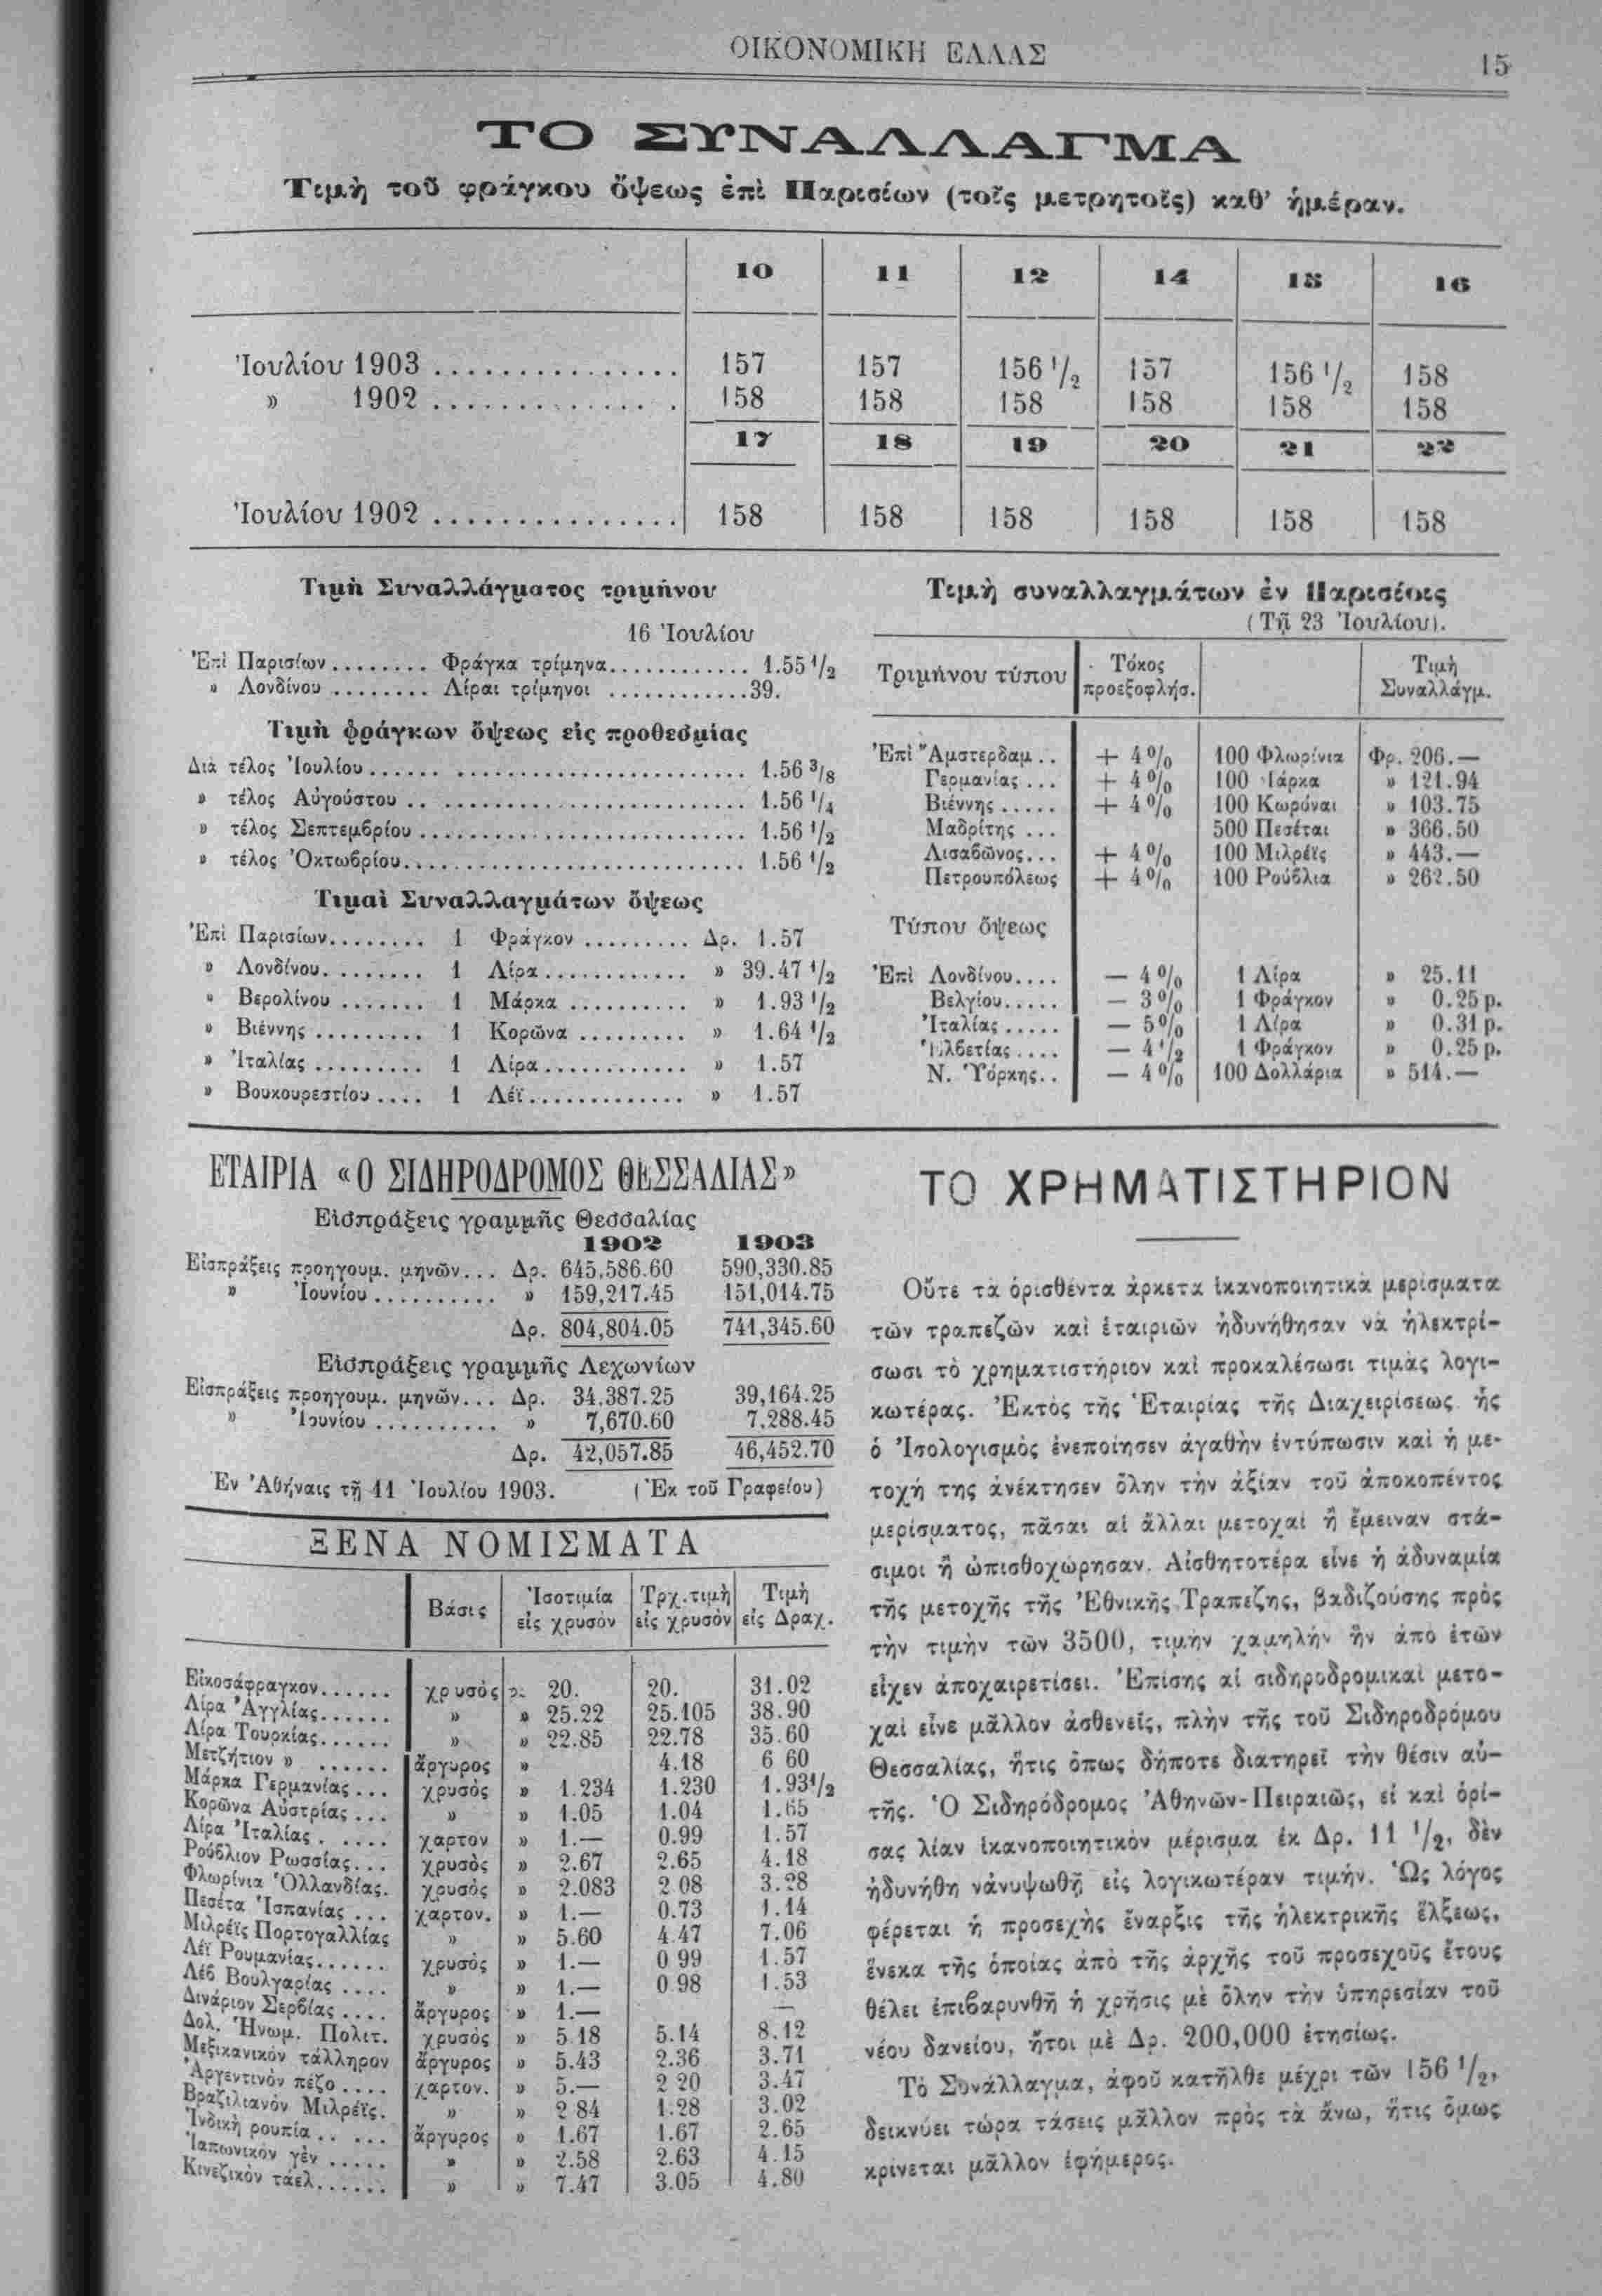 ΟΙΚΟΝΟΜΙΚΗ ΕΛΛΑΣ
15
ΤΟ ΣΥΝΑΛΛΑΓΜΑ
Τιμὴ τοῦ φράγκου ὄψεως ἐπὶ Παρισίων (τοῖς μετρητοῖς) καθ’ ἡμέραν.
10 11 12 14 15 16
Ἰουλίου 1903 ............... 157 157 156 1/2 157 156 1/2 158
» 1902 ............... 158 158 158 158 158 158
17 18 19 20 21 22
Ἰουλίου 1902 ............... 158 158 158 158 158 158
Τιμὴ Συναλλάγματος τριμήνου
16 Ἰουλίου
Ἐπὶ Παρισίων ........ Φράγκα τρίμηνα ............ 1.55 1/2
» Λονδίνου ........ Λίραι τρίμηνοι ............ 39.
Τιμὴ φράγκων ὄψεως εἰς προθεσμίας
Διὰ τέλος Ἰουλίου ............ 1.56 3/8
» τέλος Αὐγούστου ............ 1.56 1/4
» τέλος Σεπτεμβρίου ............ 1.56 1/2
» τέλος Ὀκτωβρίου ............ 1.56 1/2
Τιμαὶ Συναλλαγμάτων ὄψεως
Ἐπὶ Παρισίων ........ 1 Φράγκον ......... Δρ. 1.57
» Λονδίνου ........ 1 Λίρα ............ » 39.47 1/2
» Βερολίνου ....... 1 Μάρκα .......... » 1.93 1/2
» Βιέννης ......... 1 Κορῶνα ......... » 1.64 1/2
» Ἰταλίας ......... 1 Λίρα ............ » 1.57
» Βουκουρεστίου .... 1 Λέϊ ............. » 1.57
Τιμὴ συναλλαγμάτων ἐν Παρισίοις
(Τῇ 23 Ἰουλίου).
Τριμήνου τύπου Τόκος προεξοφλήσ. Τιμὴ Συναλλάγμ.
Ἐπὶ Ἄμστερδαμ .. + 4 0/0 100 Φλωρίνια Φρ. 206.—
Γερμανίας ... + 4 0/0 100 Μάρκα » 121.94
Βιέννης ..... + 4 0/0 100 Κωρόναι » 103.75
Μαδρίτης ... 500 Πεσέται » 366.50
Λισαβῶνος... + 4 0/0 100 Μιλρέϊς » 443.—
Πετρουπόλεως + 4 0/0 100 Ρούβλια » 262.50
Τύπου ὄψεως
Ἐπὶ Λονδίνου.... — 4 0/0 1 Λίρα » 25.11
Βελγίου..... — 3 0/0 1 Φράγκον » 0.25 p.
Ἰταλίας ..... — 5 0/0 1 Λίρα » 0.31 p.
Ἑλβετίας .... — 4 1/2 1 Φράγκον » 0.25 p.
Ν. Ὑόρκης.. — 4 0/0 100 Δολλάρια » 514.—
ΕΤΑΙΡΙΑ «Ο ΣΙΔΗΡΟΔΡΟΜΟΣ ΘΕΣΣΑΛΙΑΣ»
Εἰσπράξεις γραμμῆς Θεσσαλίας
1902 1903
Εἰσπράξεις προηγουμ. μηνῶν... Δρ. 645,586.60 590,330.85
» Ἰουνίου .......... » 159,217.45 151,014.75
Δρ. 804,804.05 741,345.60
Εἰσπράξεις γραμμῆς Λεχωνίων
Εἰσπράξεις προηγουμ. μηνῶν... Δρ. 34.387.25 39,164.25
» Ἰουνίου .......... » 7,670.60 7.288.45
Δρ. 42,057.85 46,452.70
Ἐν Ἀθήναις τῇ 11 Ἰουλίου 1903. (Ἐκ τοῦ Γραφείου)
ΞΕΝΑ ΝΟΜΙΣΜΑΤΑ
Βάσις Ἰσοτιμία εἰς χρυσὸν Τρχ. τιμὴ εἰς χρυσὸν Τιμὴ εἰς Δραχ.
Εἰκοσάφραγκον...... χρυσὸς 20. 20. 31.02
Λίρα Ἀγγλίας...... » » 25.22 25.105 38.90
Λίρα Τουρκίας...... » » 22.85 22.78 35.60
Μετζήτιον » ...... ἄργυρος » 4.18 6 60
Μάρκα Γερμανίας ... χρυσὸς » 1.234 1.230 1.93 1/2
Κορῶνα Αὐστρίας ... » » 1.05 1.04 1.65
Λίρα Ἰταλίας ..... χαρτον » 1.— 0.99 1.57
Ρούβλιον Ρωσσίας... χρυσὸς » 2.67 2.65 4.18
Φλωρίνια Ὁλλανδίας. χρυσὸς » 2.083 2 08 3.28
Πεσέτα Ἱσπανίας ... χαρτον. » 1.— 0.73 1.14
Μιλρέϊς Πορτογαλλίας » » 5.60 4.47 7.06
Λέϊ Ρουμανίας...... χρυσὸς » 1.— 0 99 1.57
Λὲβ Βουλγαρίας .... » » 1.— 0 98 1.53
Δινάριον Σερβίας .... ἄργυρος » 1.— —
Δολ. Ἡνωμ. Πολιτ. χρυσὸς » 5.18 5.14 8.12
Μεξικανικὸν τάλληρον ἄργυρος » 5.43 2.36 3.71
Ἀργεντινὸν πέζο .... χαρτον. » 5.— 2 20 3.47
Βραζιλιανὸν Μιλρέϊς. » » 2 84 1.28 3.02
Ἰνδικὴ ρουπία ..... ἄργυρος » 1.67 1.67 2.65
Ἰαπωνικὸν γὲν ..... » » 2.58 2.63 4.15
Κινεζικὸν τάελ...... » » 7.47 3.05 4.80
ΤΟ ΧΡΗΜΑΤΙΣΤΗΡΙΟΝ
Οὔτε τὰ ὁρισθέντα ἀρκετὰ ἱκανοποιητικὰ μερίσματα
τῶν τραπεζῶν καὶ ἑταιριῶν ἠδυνήθησαν νὰ ἠλεκτρί-
σωσι τὸ χρηματιστήριον καὶ προκαλέσωσι τιμὰς λογι-
κωτέρας. Ἐκτὸς τῆς Ἑταιρίας τῆς Διαχειρίσεως ἧς
ὁ Ἰσολογισμὸς ἐνεποίησεν ἀγαθὴν ἐντύπωσιν καὶ ἡ με-
τοχή της ἀνέκτησεν ὅλην τὴν ἀξίαν τοῦ ἀποκοπέντος
μερίσματος, πᾶσαι αἱ ἄλλαι μετοχαὶ ἢ ἔμειναν στά-
σιμοι ἢ ὠπισθοχώρησαν. Αἰσθητοτέρα εἶνε ἡ ἀδυναμία
τῆς μετοχῆς τῆς Ἐθνικῆς Τραπέζης, βαδιζούσης πρὸς
τὴν τιμὴν τῶν 3500, τιμὴν χαμηλὴν ἣν ἀπὸ ἐτῶν
εἶχεν ἀποχαιρετίσει. Ἐπίσης αἱ σιδηροδρομικαὶ μετο-
χαὶ εἶνε μᾶλλον ἀσθενεῖς, πλὴν τῆς τοῦ Σιδηροδρόμου
Θεσσαλίας, ἥτις ὅπως δήποτε διατηρεῖ τὴν θέσιν αὐ-
τῆς. Ὁ Σιδηρόδρομος Ἀθηνῶν-Πειραιῶς, εἰ καὶ ὁρί-
σας λίαν ἱκανοποιητικὸν μέρισμα ἐκ Δρ. 11 1/2, δὲν
ἠδυνήθη νἀνυψωθῇ εἰς λογικωτέραν τιμήν. Ὡς λόγος
φέρεται ἡ προσεχὴς ἔναρξις τῆς ἠλεκτρικῆς ἕλξεως,
ἕνεκα τῆς ὁποίας ἀπὸ τῆς ἀρχῆς τοῦ προσεχοῦς ἔτους
θέλει ἐπιβαρυνθῆ ἡ χρῆσις μὲ ὅλην τὴν ὑπηρεσίαν τοῦ
νέου δανείου, ἤτοι μὲ Δρ. 200,000 ἐτησίως.
Τὸ Συνάλλαγμα, ἀφοῦ κατῆλθε μέχρι τῶν 156 1/2,
δεικνύει τώρα τάσεις μᾶλλον πρὸς τὰ ἄνω, ἥτις ὅμως
κρίνεται μᾶλλον ἐφήμερος.